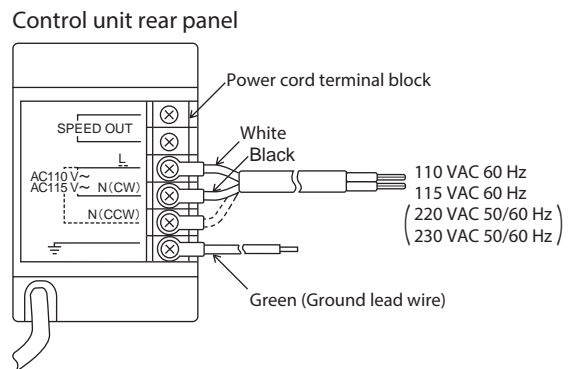 Control unit rear panel
Power cord terminal block
SPEED OUT
White
L
Black
AC110 V~
AC115 V~
N(CW)
N(CCW)
110 VAC 60 Hz
115 VAC 60 Hz
(220 VAC 50/60 Hz
230 VAC 50/60 Hz)
Green (Ground lead wire)